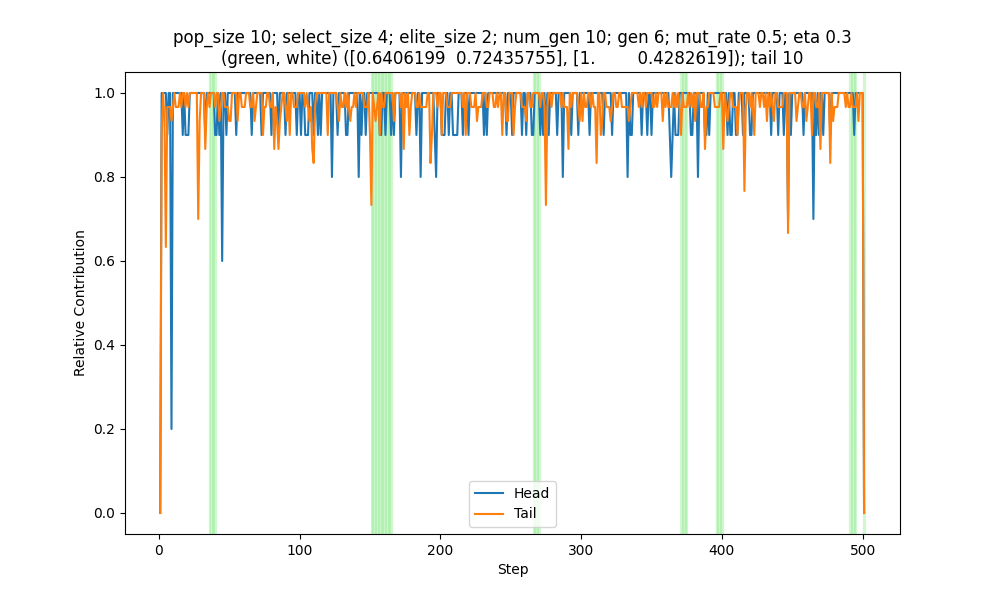 pop_size 10; select_size 4; elite_size 2; num_gen 10; gen 6; mut_rate 0.5; eta 0.3
(green, white) ([0.6406199  0.72435755], [1.         0.4282619]); tail 10
1.0
0.8
0.6
0.4
0.2
0.0
Relative Contribution
Head
Tail
0
100
200
300
400
500
Step